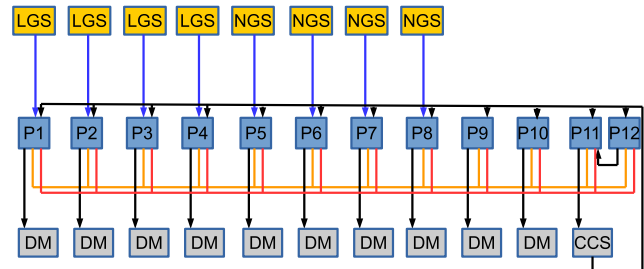 LGS LGS LGS LGS NGS NGS NGS NGS
P1 P2 P3 P4 P5 P6 P7 P8 P9 P10 P11 P12
DM DM DM DM DM DM DM DM DM DM CCS